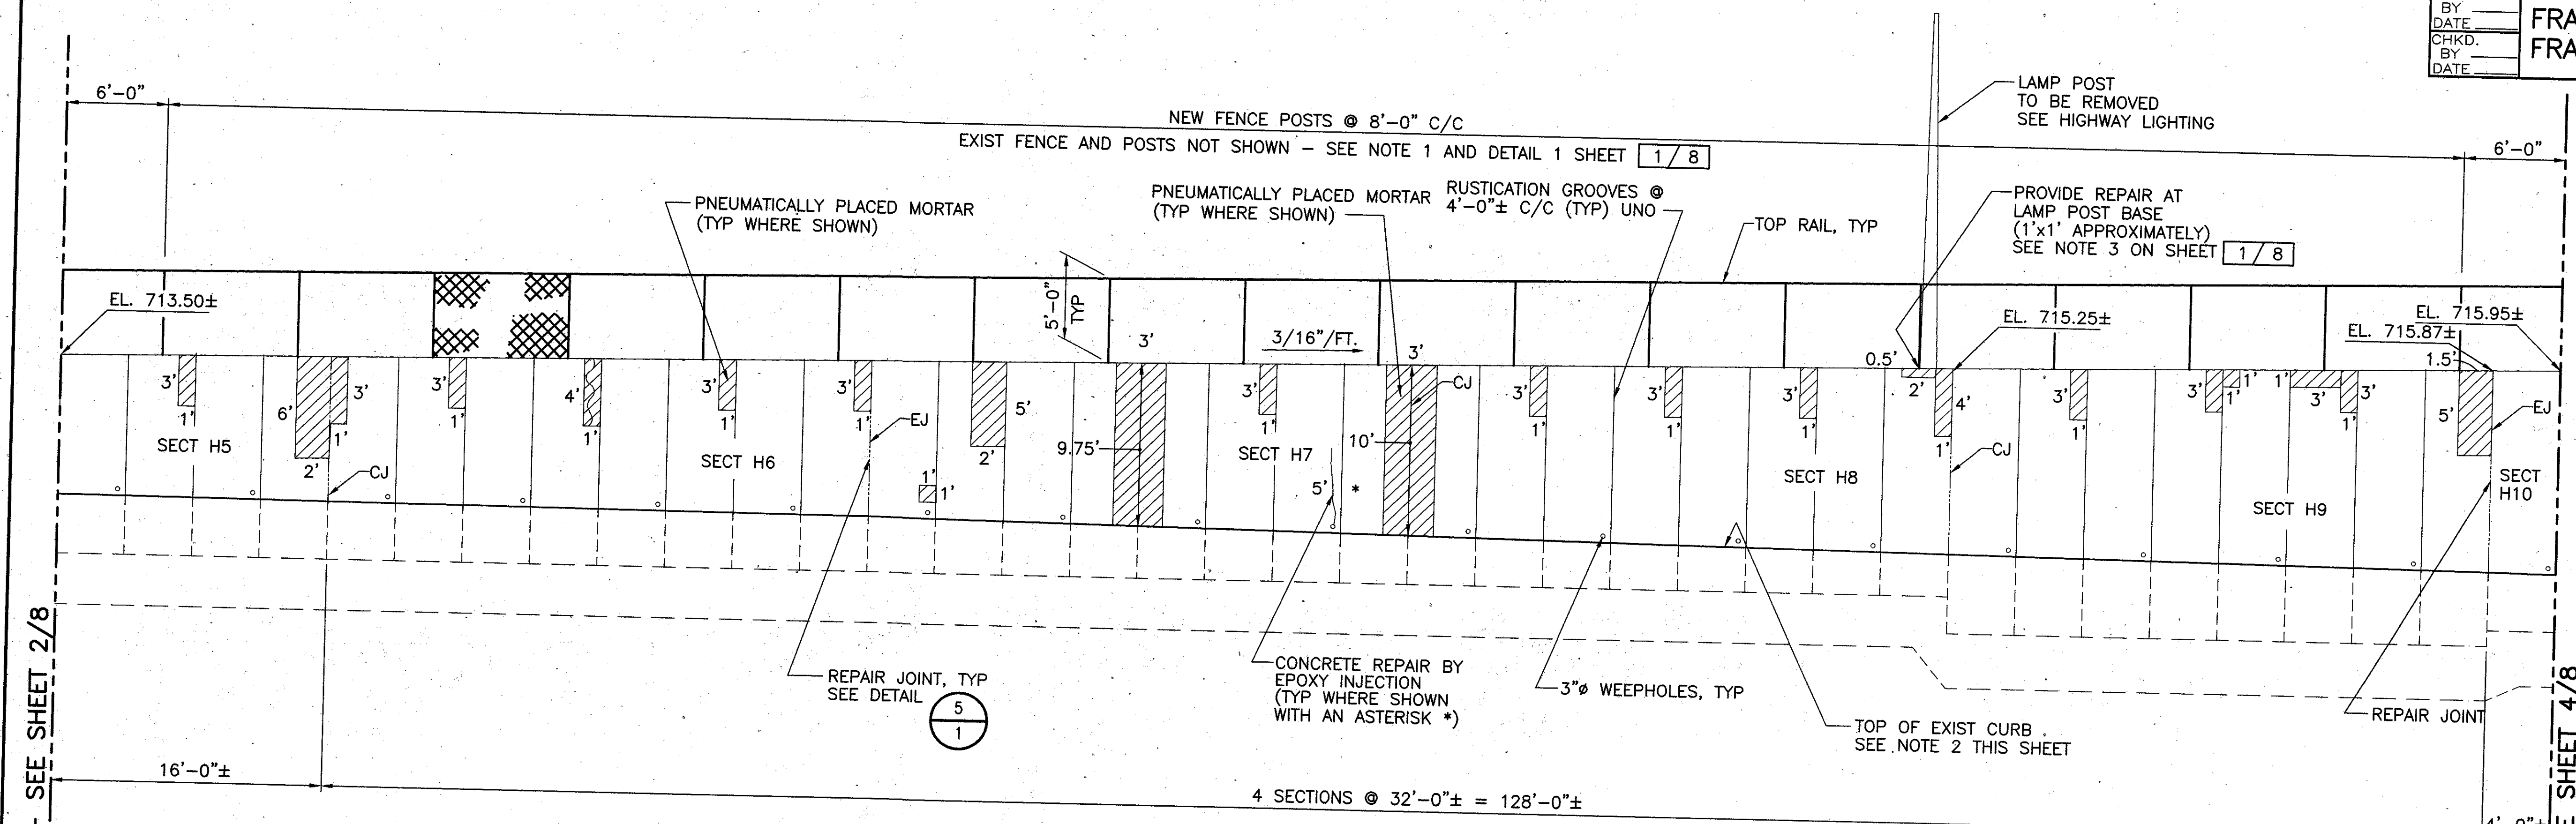 BY
DATE
CHKD.
BY
DATE
FRA
FRA
6'-0"
NEW FENCE POSTS @ 8'-0" C/C
EXIST FENCE AND POSTS NOT SHOWN – SEE NOTE 1 AND DETAIL 1 SHEET 1/8
6'-0"
LAMP POST
TO BE REMOVED
SEE HIGHWAY LIGHTING
PNEUMATICALLY PLACED MORTAR
(TYP WHERE SHOWN)
PNEUMATICALLY PLACED MORTAR
(TYP WHERE SHOWN)
RUSTICATION GROOVES @
4'-0"± C/C (TYP) UNO
TOP RAIL, TYP
PROVIDE REPAIR AT
LAMP POST BASE
(1'x1' APPROXIMATELY)
SEE NOTE 3 ON SHEET 1/8
EL. 713.50±
5'-0"
TYP
3/16"/FT.
EL. 715.25±
EL. 715.95±
EL. 715.87±
3'
1'
6'
2'
3'
1'
3'
1'
4'
1'
3'
1'
3'
1'
1'
1'
5'
2'
3'
9.75'
3'
1'
5'
*
3'
10'
3'
1'
3'
1'
3'
1'
0.5'
2'
4'
1'
3'
1'
3'
1'
1'
1'
3'
3'
1'
1.5'
5'
SECT H5
CJ
SECT H6
EJ
SECT H7
CJ
SECT H8
CJ
SECT H9
EJ
SECT
H10
REPAIR JOINT, TYP
SEE DETAIL
5
1
CONCRETE REPAIR BY
EPOXY INJECTION
(TYP WHERE SHOWN
WITH AN ASTERISK *)
3"ø WEEPHOLES, TYP
TOP OF EXIST CURB
SEE NOTE 2 THIS SHEET
REPAIR JOINT
SEE SHEET 2/8
SHEET 4/8
16'-0"±
4 SECTIONS @ 32'-0"± = 128'-0"±
4'-0"±